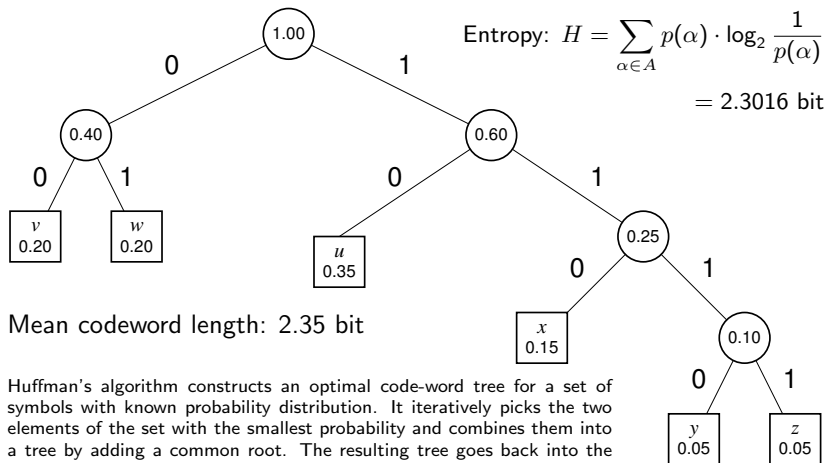 1.00
Entropy: H = ∑ α∈A p(α) · log₂ 1/p(α)
= 2.3016 bit
0
1
0.40
0.60
0
1
0
1
v
0.20
w
0.20
u
0.35
0.25
0
1
x
0.15
0.10
0
1
y
0.05
z
0.05
Mean codeword length: 2.35 bit
Huffman's algorithm constructs an optimal code-word tree for a set of
symbols with known probability distribution. It iteratively picks the two
elements of the set with the smallest probability and combines them into
a tree by adding a common root. The resulting tree goes back into the